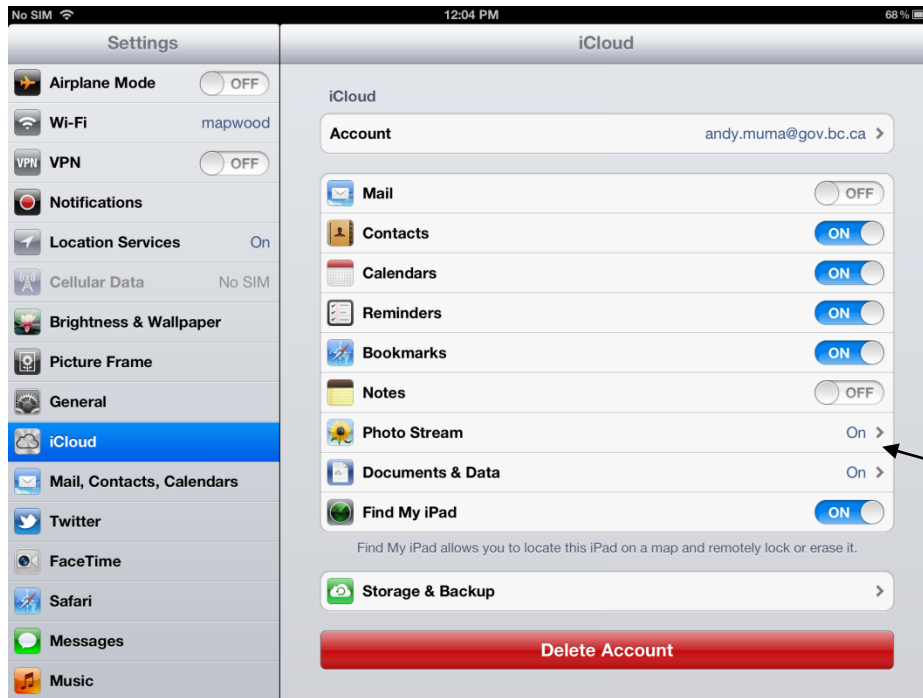 No SIM 12:04 PM 68%
Settings
Airplane Mode OFF
Wi-Fi mapwood
VPN VPN OFF
Notifications
Location Services On
Cellular Data No SIM
Brightness & Wallpaper
Picture Frame
General
iCloud
Mail, Contacts, Calendars
Twitter
FaceTime
Safari
Messages
Music
iCloud
iCloud
Account andy.muma@gov.bc.ca
Mail OFF
Contacts ON
Calendars ON
Reminders ON
Bookmarks ON
Notes OFF
Photo Stream On
Documents & Data On
Find My iPad ON
Find My iPad allows you to locate this iPad on a map and remotely lock or erase it.
Storage & Backup
Delete Account